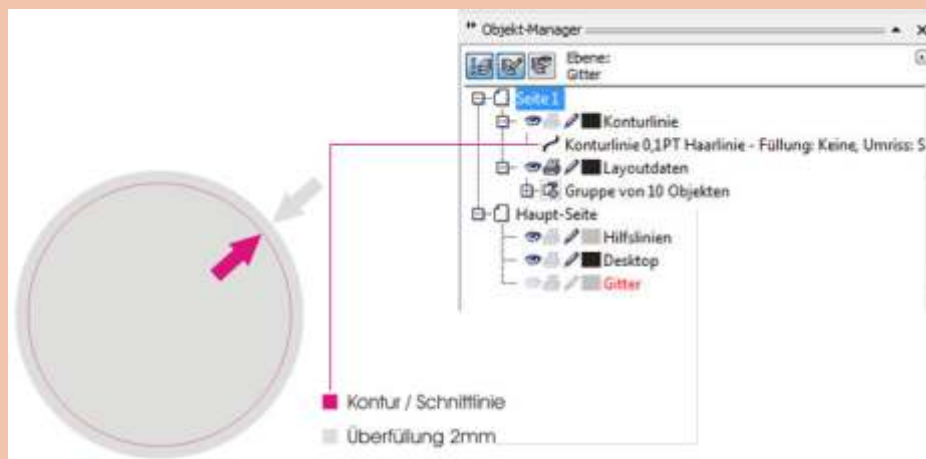 Objekt-Manager
Ebene:
Gitter
Seite 1
Konturlinie
Konturlinie 0,1PT Haarlinie - Füllung: Keine, Umriss: S
Layoutdaten
Gruppe von 10 Objekten
Haupt-Seite
Hilfslinien
Desktop
Gitter
Kontur / Schnittlinie
Überfüllung 2mm